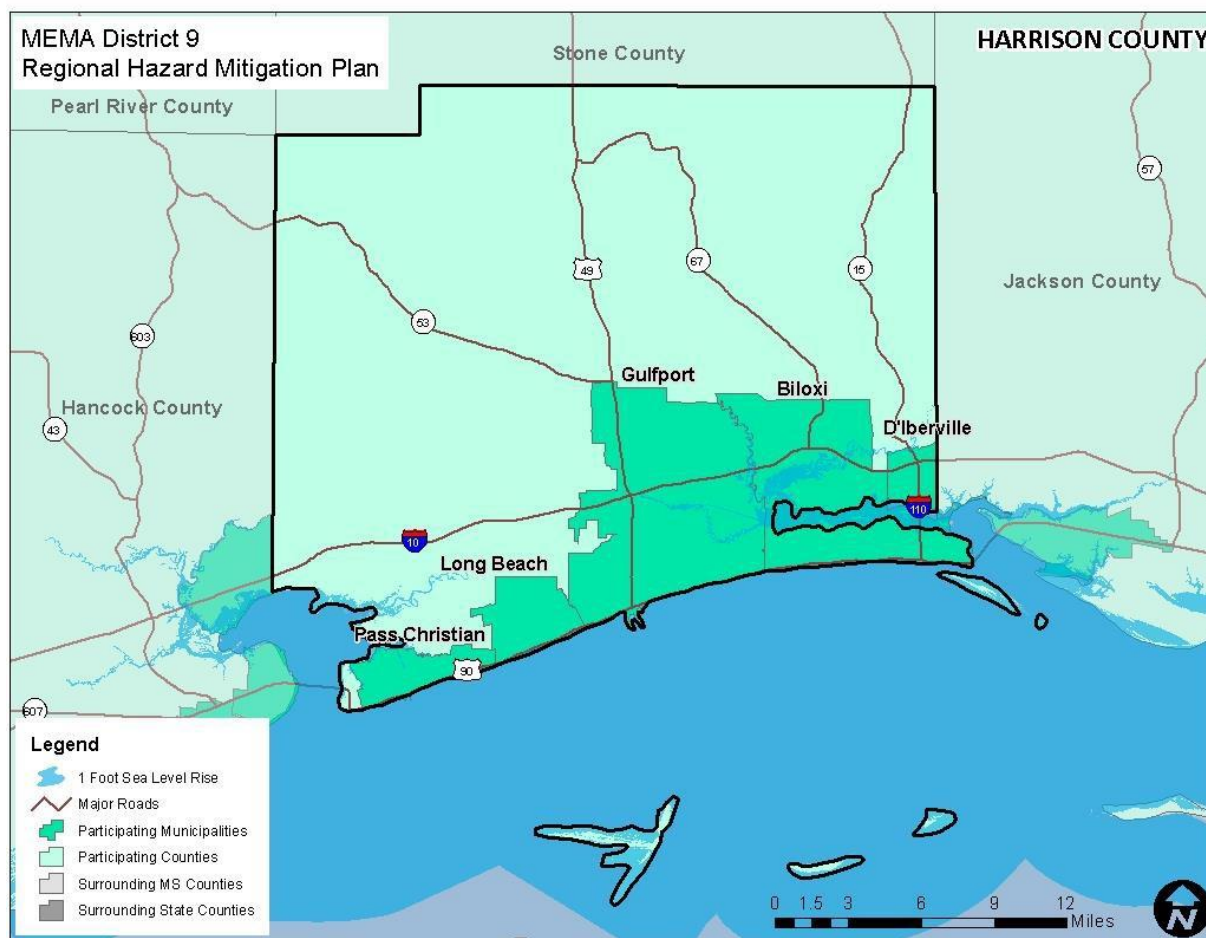 MEMA District 9
Regional Hazard Mitigation Plan
HARRISON COUNTY
Stone County
Pearl River County
57
49
67
15
Jackson County
53
603
Gulfport
Biloxi
Hancock County
43
D'Iberville
110
10
Long Beach
Pass Christian
90
607
Legend
1 Foot Sea Level Rise
Major Roads
Participating Municipalities
Participating Counties
Surrounding MS Counties
Surrounding State Counties
0 1.5 3 6 9 12
Miles
N